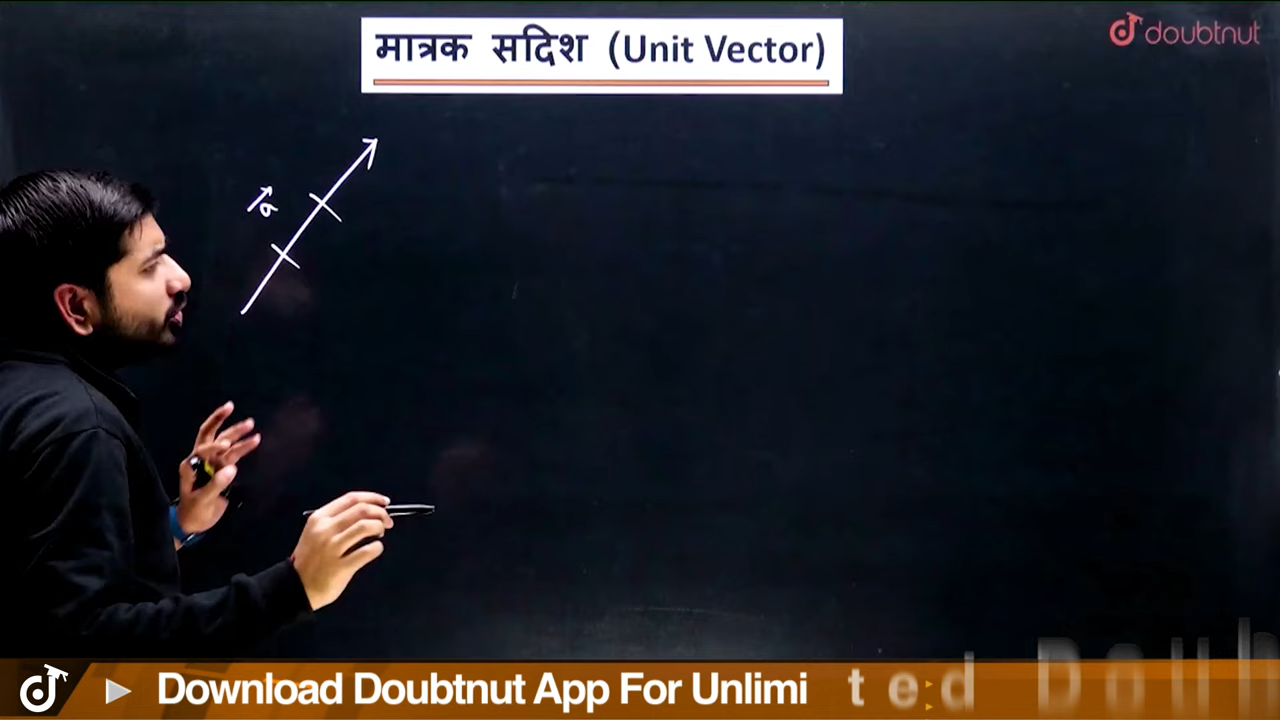 मात्रक सदिश (Unit Vector)
doubtnut
Download Doubtnut App For Unlimi t e d D o u b